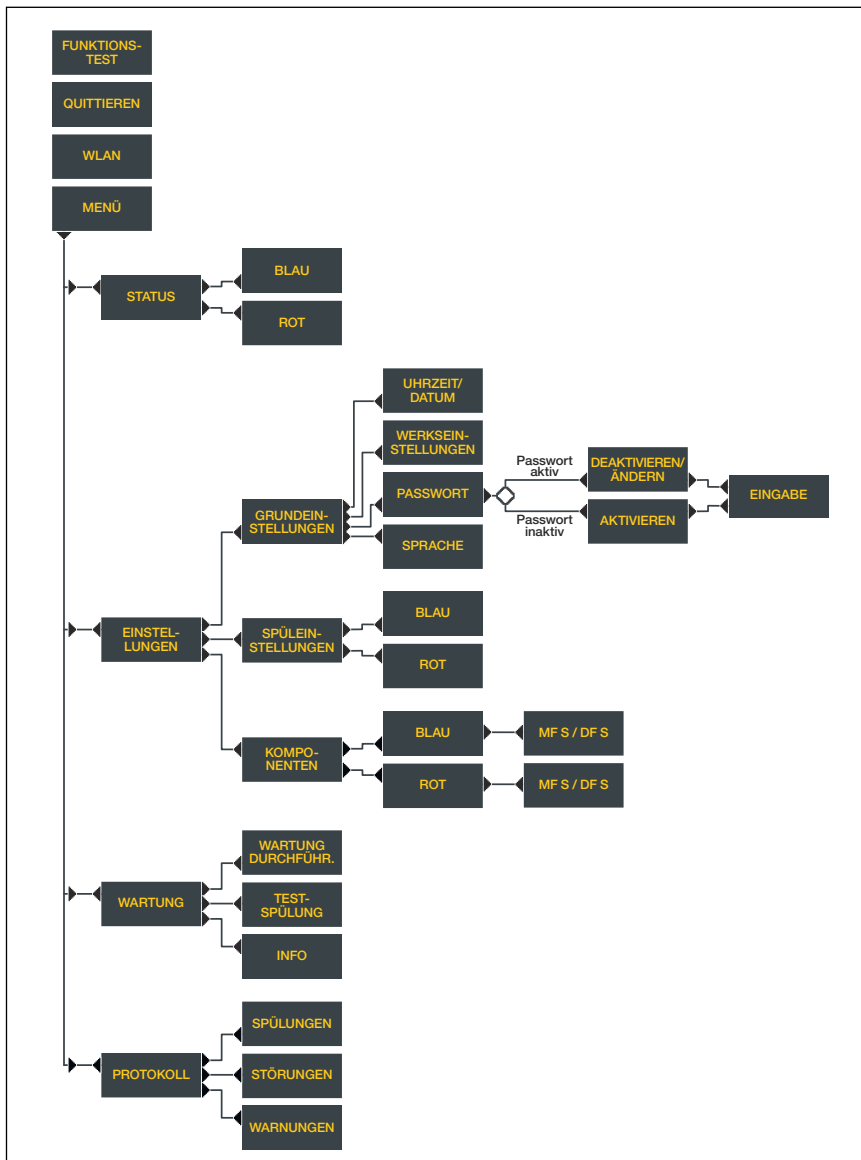 FUNKTIONS-
TEST
QUITTIEREN
WLAN
MENÜ
STATUS
BLAU
ROT
EINSTEL-
LUNGEN
GRUNDEIN-
STELLUNGEN
UHRZEIT/
DATUM
WERKSEIN-
STELLUNGEN
PASSWORT
Passwort
aktiv
DEAKTIVIEREN/
ÄNDERN
Passwort
inaktiv
AKTIVIEREN
EINGABE
SPRACHE
SPÜLEIN-
STELLUNGEN
BLAU
ROT
KOMPO-
NENTEN
BLAU
MF S / DF S
ROT
MF S / DF S
WARTUNG
WARTUNG
DURCHFÜHR.
TEST-
SPÜLUNG
INFO
PROTOKOLL
SPÜLUNGEN
STÖRUNGEN
WARNUNGEN